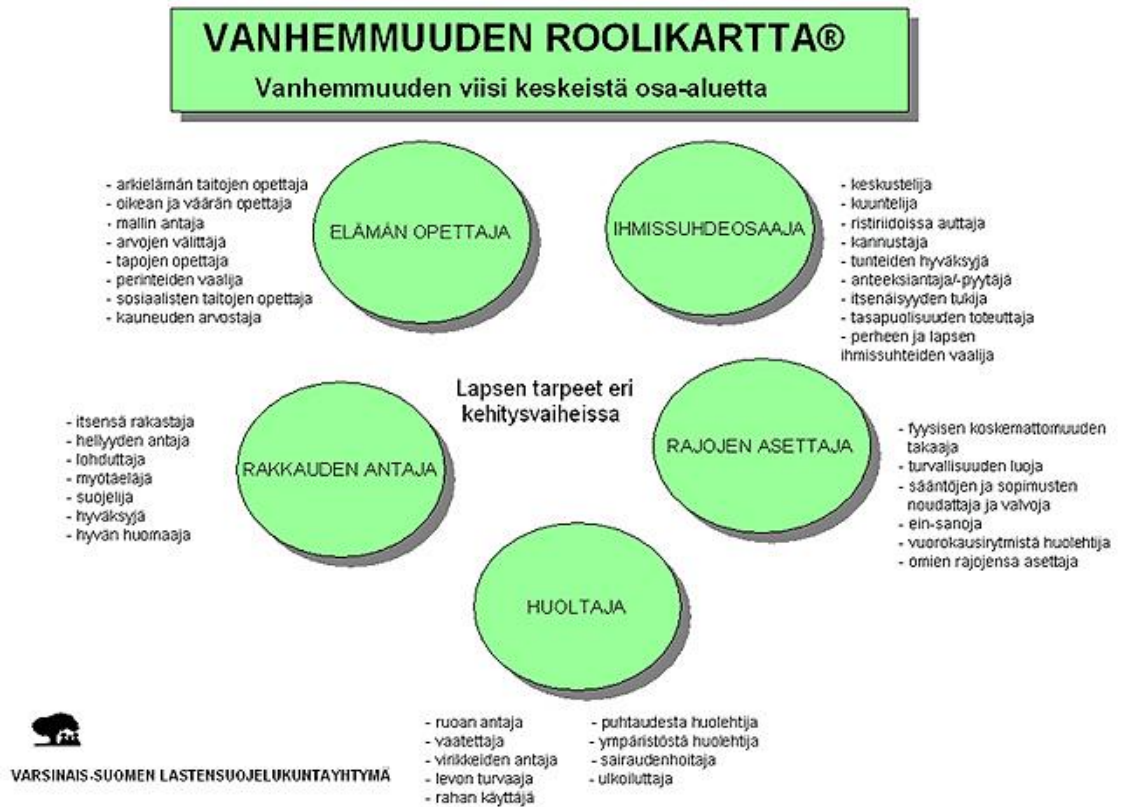 VANHEMMUUDEN ROOLIKARTTA®
Vanhemmuuden viisi keskeistä osa-aluetta
- arkielämän taitojen opettaja
- oikean ja väärän opettaja
- mallin antaja
- arvojen välittäjä
- tapojen opettaja
- perinteiden vaalija
- sosiaalisten taitojen opettaja
- kauneuden arvostaja
ELÄMÄN OPETTAJA
IHMISSUHDEOSAAJA
- keskustelija
- kuuntelija
- ristiriidoissa auttaja
- kannustaja
- tunteiden hyväksyjä
- anteeksiantaja/-pyytäjä
- itsenäisyyden tukija
- tasapuolisuuden toteuttaja
- perheen ja lapsen
ihmissuhteiden vaalija
Lapsen tarpeet eri
kehitysvaiheissa
- itsensä rakastaja
- hellyyden antaja
- lohduttaja
- myötäeläjä
- suojelija
- hyväksyjä
- hyvän huomaaja
RAKKAUDEN ANTAJA
RAJOJEN ASETTAJA
- fyysisen koskemattomuuden
takaaja
- turvallisuuden luoja
- sääntöjen ja sopimusten
noudattaja ja valvoja
- ein-sanoja
- vuorokausirytmistä huolehtija
- omien rajojensa asettaja
HUOLTAJA
- ruoan antaja
- vaatettaja
- virikkeiden antaja
- levon turvaaja
- rahan käyttäjä
- puhtaudesta huolehtija
- ympäristöstä huolehtija
- sairaudenhoitaja
- ulkoiluttaja
VARSINAIS-SUOMEN LASTENSUOJELUKUNTAYHTYMÄ